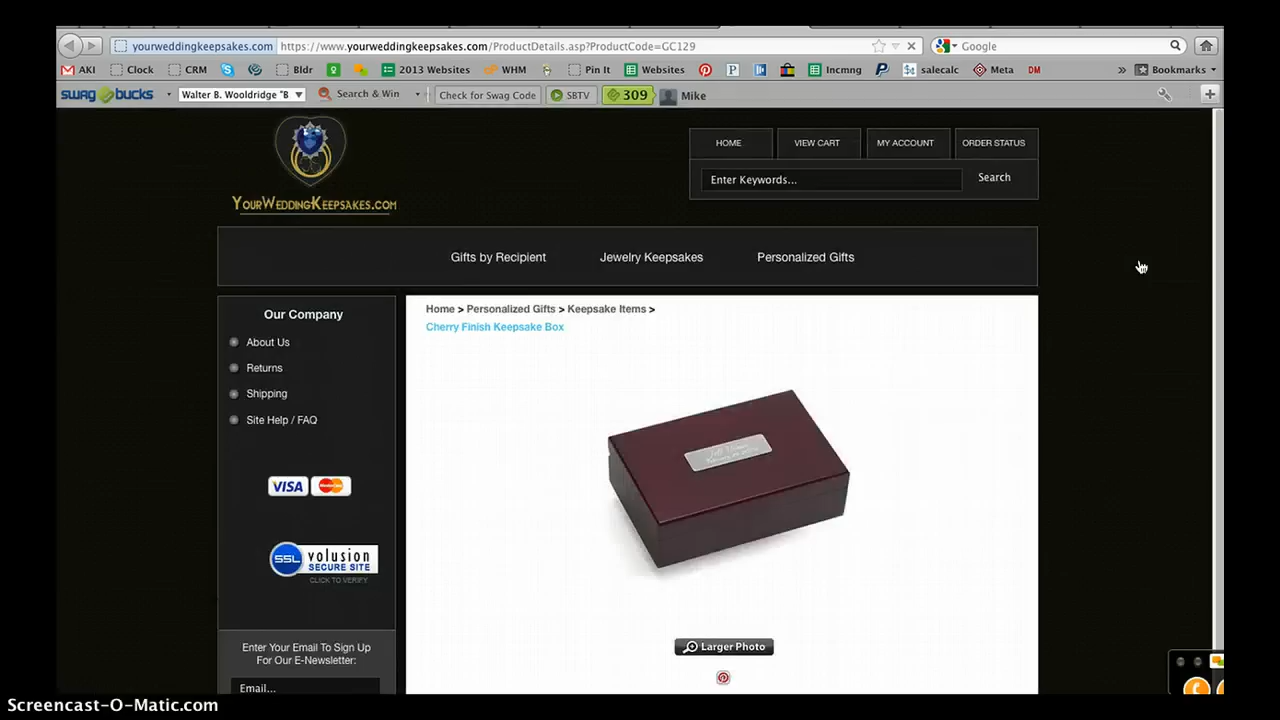 yourweddingkeepsakes.com https://www.yourweddingkeepsakes.com/ProductDetails.asp?ProductCode=GC129 Google
AKI Clock CRM Bldr 2013 Websites WHM Pin It Websites Incmng salecalc Meta DM » Bookmarks
swag bucks Walter B. Wooldridge "B Search & Win Check for Swag Code SBTV 309 Mike
HOME VIEW CART MY ACCOUNT ORDER STATUS
Enter Keywords... Search
YOURWEDDINGKEEPSAKES.COM
Gifts by Recipient Jewelry Keepsakes Personalized Gifts
Our Company
About Us
Returns
Shipping
Site Help / FAQ
VISA MasterCard
SSL volusion
SECURE SITE
CLICK TO VERIFY
Enter Your Email To Sign Up
For Our E-Newsletter:
Email...
Home > Personalized Gifts > Keepsake Items >
Cherry Finish Keepsake Box
Larger Photo
Screencast-O-Matic.com